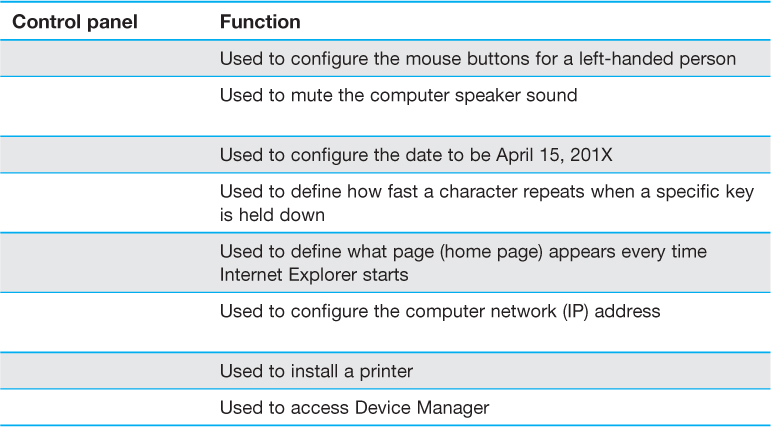 Control panel Function
Used to configure the mouse buttons for a left-handed person
Used to mute the computer speaker sound
Used to configure the date to be April 15, 201X
Used to define how fast a character repeats when a specific key
is held down
Used to define what page (home page) appears every time
Internet Explorer starts
Used to configure the computer network (IP) address
Used to install a printer
Used to access Device Manager